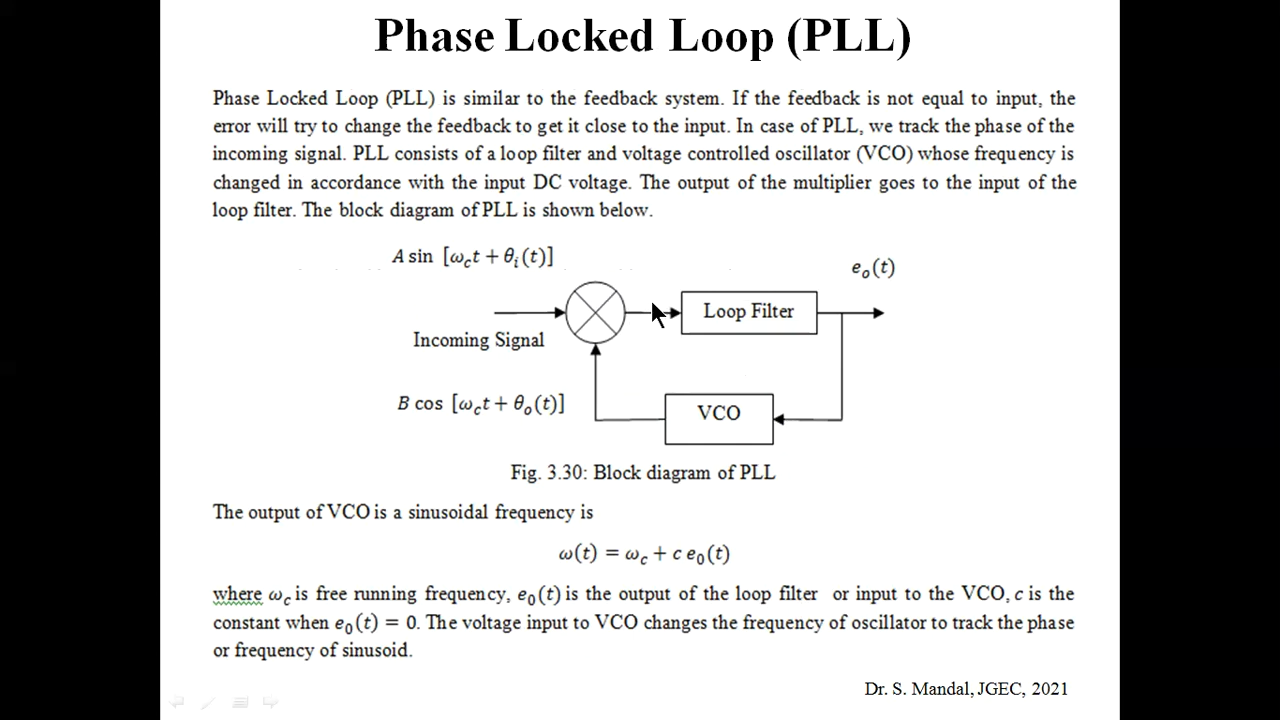 Phase Locked Loop (PLL)
Phase Locked Loop (PLL) is similar to the feedback system. If the feedback is not equal to input, the
error will try to change the feedback to get it close to the input. In case of PLL, we track the phase of the
incoming signal. PLL consists of a loop filter and voltage controlled oscillator (VCO) whose frequency is
changed in accordance with the input DC voltage. The output of the multiplier goes to the input of the
loop filter. The block diagram of PLL is shown below.
A sin [ω_c t + θ_i(t)]
e_o(t)
Loop Filter
Incoming Signal
B cos [ω_c t + θ_o(t)]
VCO
Fig. 3.30: Block diagram of PLL
The output of VCO is a sinusoidal frequency is
ω(t) = ω_c + c e_0(t)
where ω_c is free running frequency, e_0(t) is the output of the loop filter or input to the VCO, c is the
constant when e_0(t) = 0. The voltage input to VCO changes the frequency of oscillator to track the phase
or frequency of sinusoid.
Dr. S. Mandal, JGEC, 2021